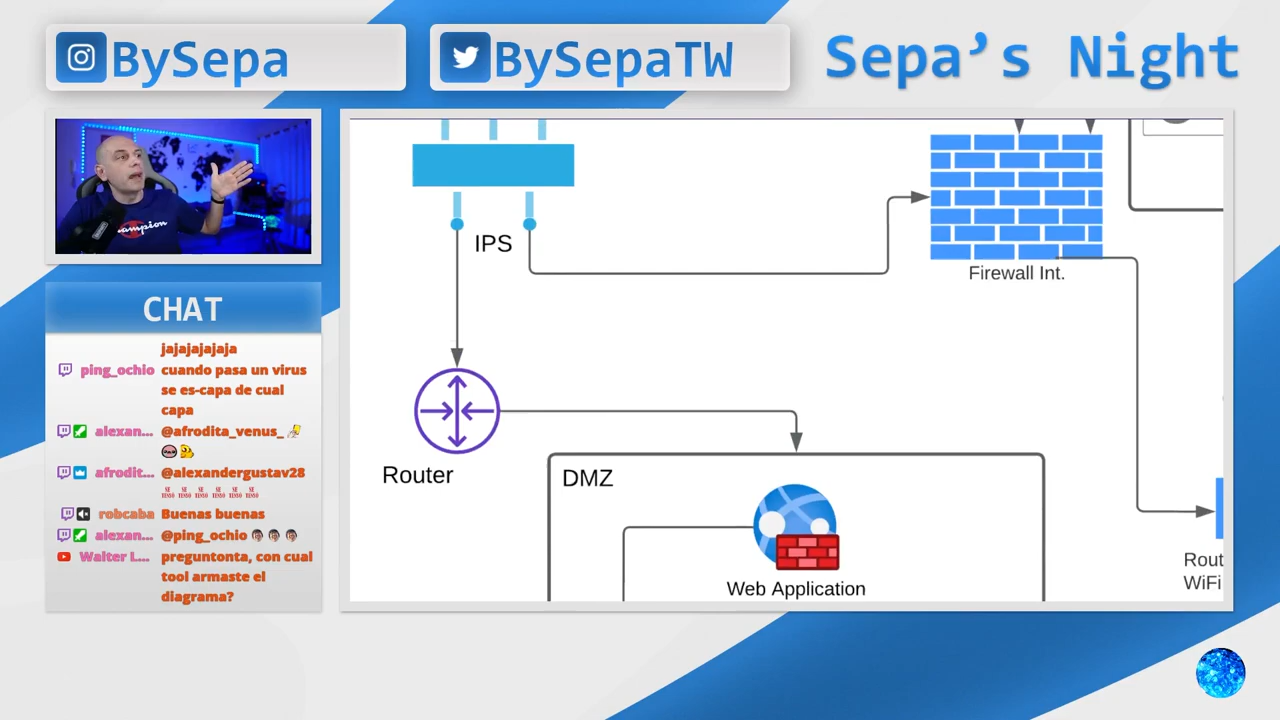 BySepa
BySepaTW
Sepa's Night
Champion
CHAT
jajajajajaja
ping_ochio cuando pasa un virus
se es-capa de cual
capa
alexan... @afrodita_venus_
afrodit... @alexandergustav28
robcaba Buenas buenas
alexan... @ping_ochio
Walter L... preguntonta, con cual
tool armaste el
diagrama?
IPS
Firewall Int.
Router
DMZ
Web Application
Rout
WiFi